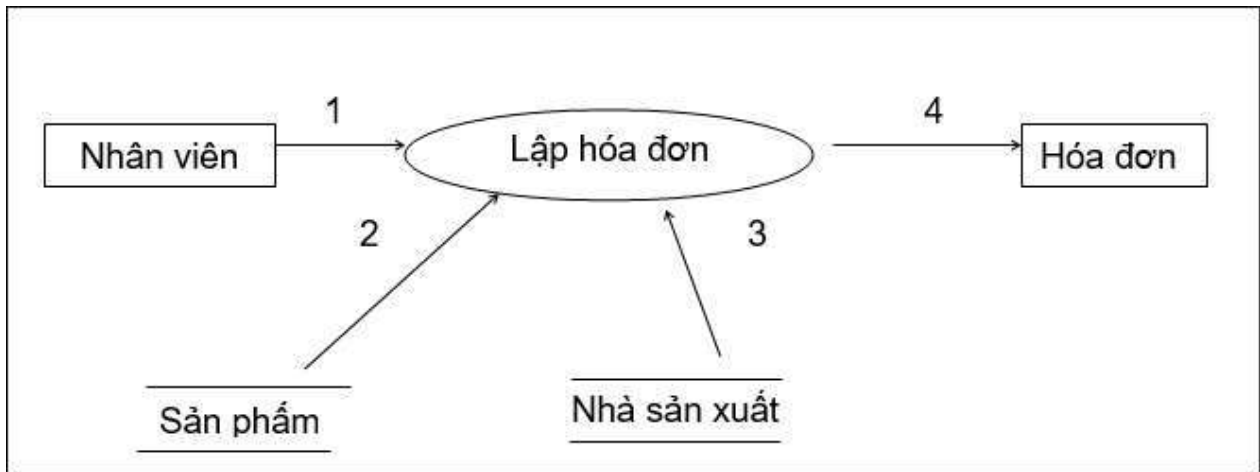 1
4
Nhân viên
Lập hóa đơn
Hóa đơn
2
3
Sản phẩm
Nhà sản xuất